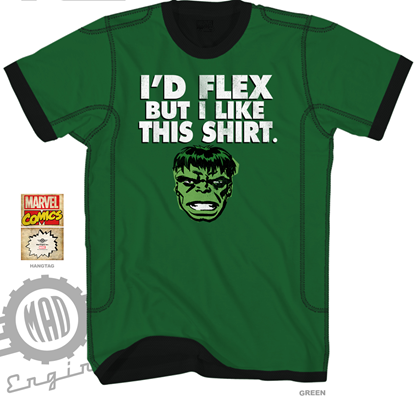 I'D FLEX
BUT I LIKE
THIS SHIRT.
MARVEL
COMICS
HANGTAG
MAD
Engin
GREEN